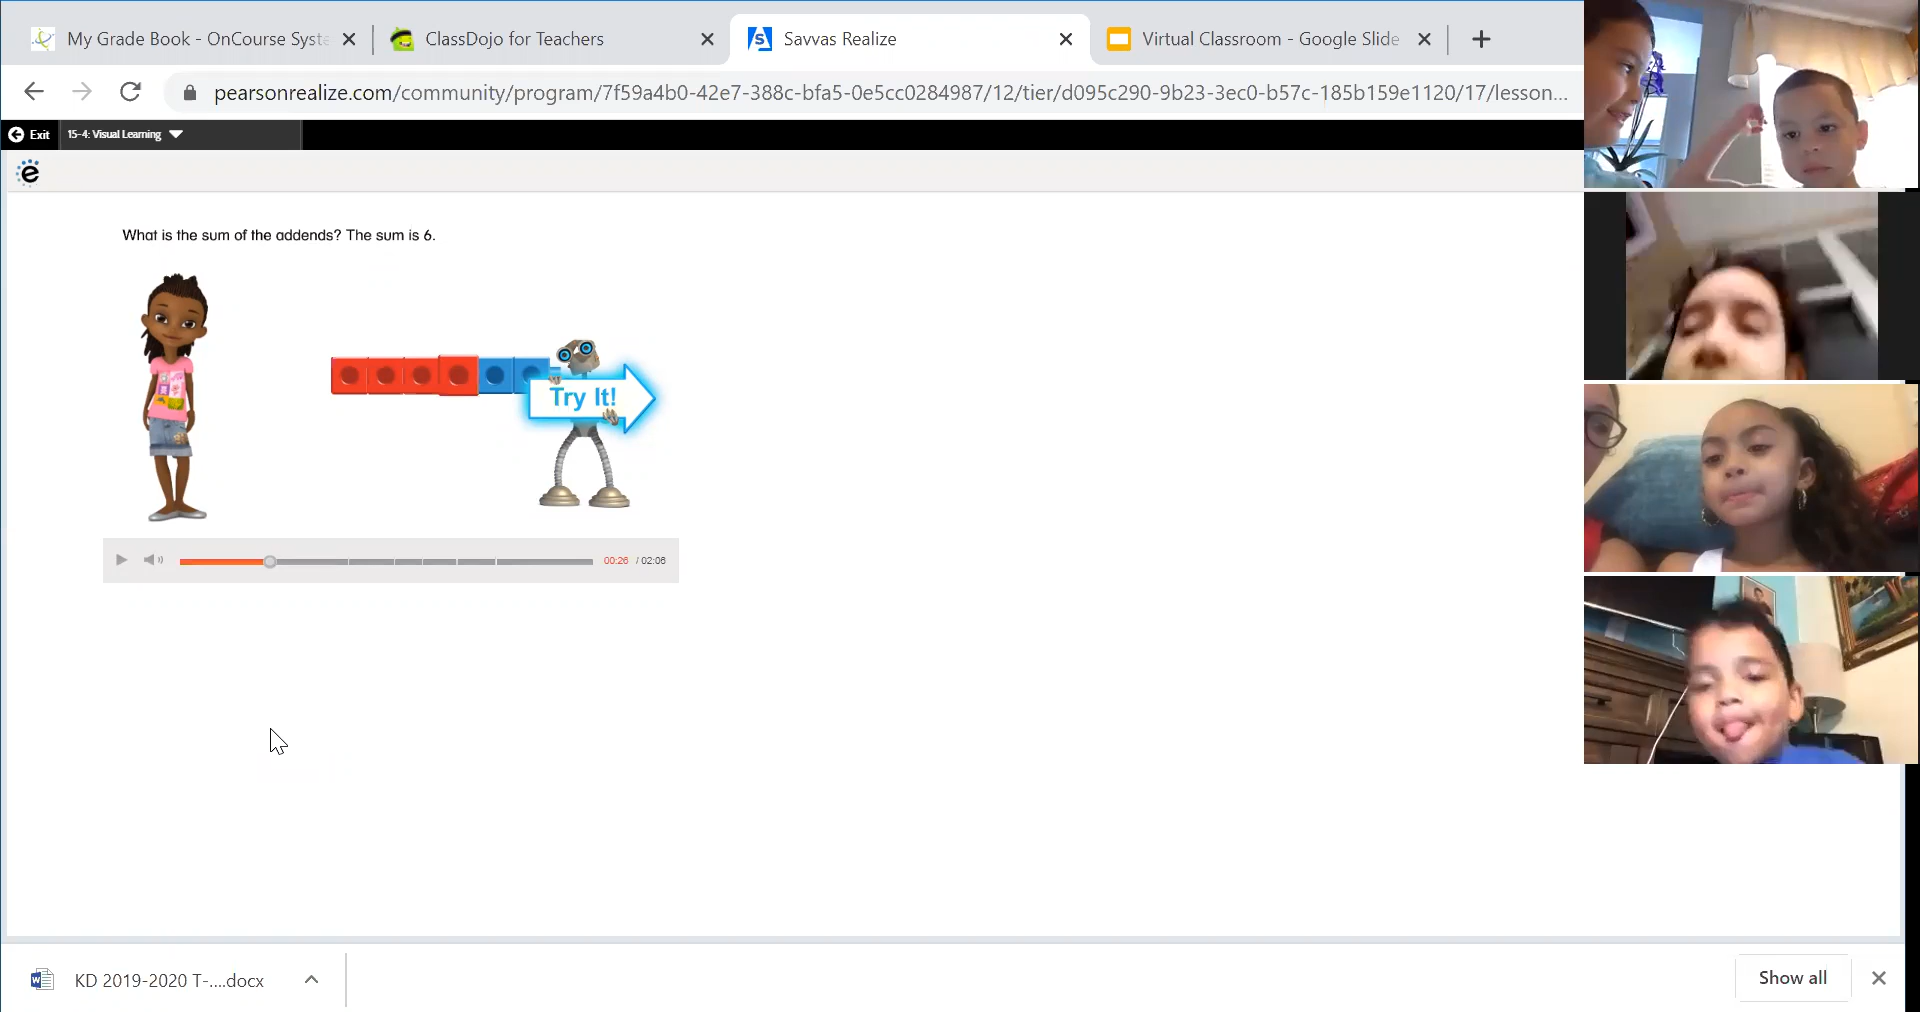 My Grade Book - OnCourse Syste
ClassDojo for Teachers
Savvas Realize
Virtual Classroom - Google Slide
pearsonrealize.com/community/program/7f59a4b0-42e7-388c-bfa5-0e5cc0284987/12/tier/d095c290-9b23-3ec0-b57c-185b159e1120/17/lesson...
Exit
15-4: Visual Learning
e
What is the sum of the addends? The sum is 6.
Try It!
00:26 / 02:06
KD 2019-2020 T-....docx
Show all